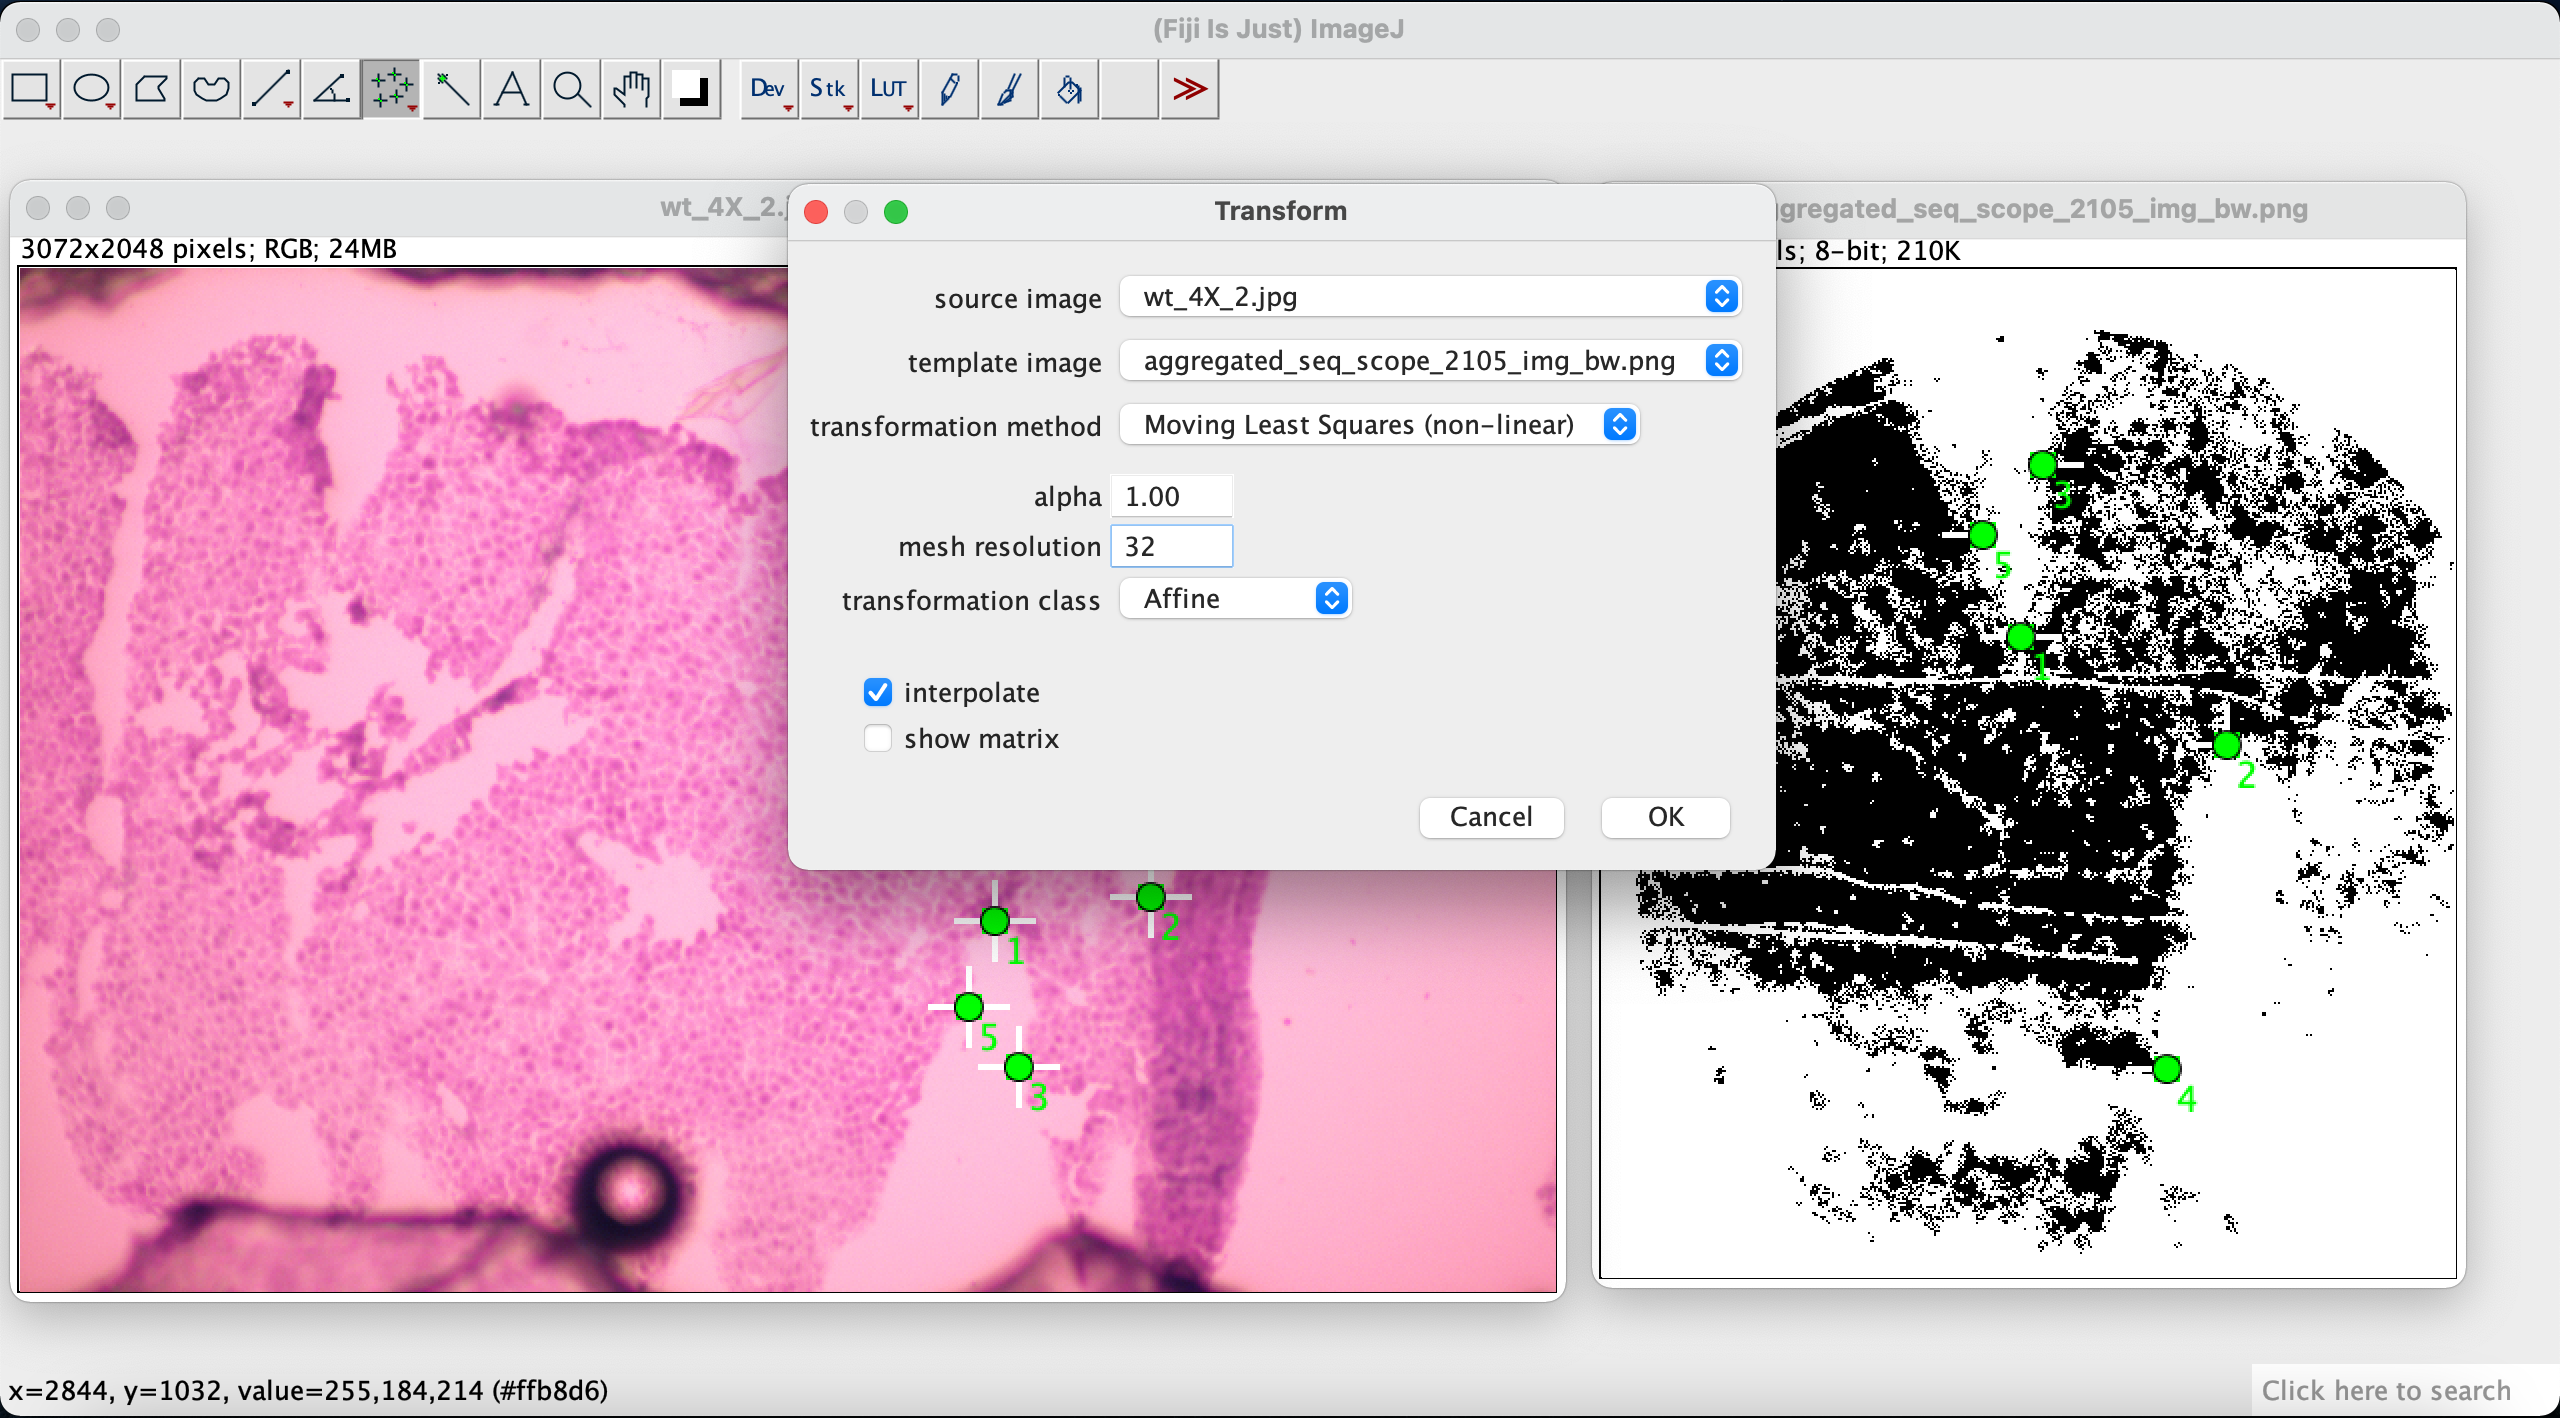 (Fiji Is Just) ImageJ
Dev Stk LUT
wt_4X_2.j
3072x2048 pixels; RGB; 24MB
gregated_seq_scope_2105_img_bw.png
ls; 8-bit; 210K
Transform
source image wt_4X_2.jpg
template image aggregated_seq_scope_2105_img_bw.png
transformation method Moving Least Squares (non-linear)
alpha 1.00
mesh resolution 32
transformation class Affine
interpolate
show matrix
Cancel OK
1
2
5
3
3
5
1
2
4
x=2844, y=1032, value=255,184,214 (#ffb8d6)
Click here to search